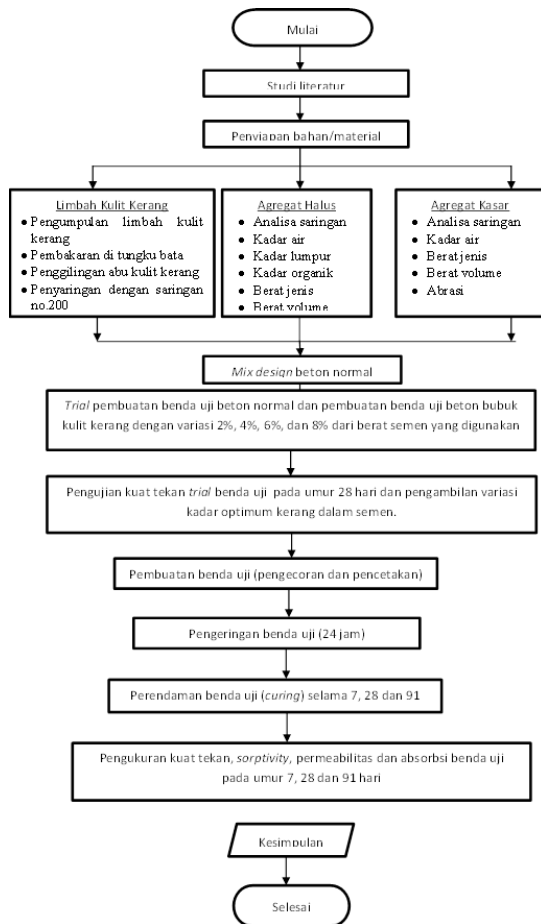 Mulai
Studi literatur
Penyiapan bahan/material
Limbah Kulit Kerang
• Pengumpulan limbah kulit
kerang
• Pembakaran di tungku bata
• Penggilingan abu kulit kerang
• Penyaringan dengan saringan
no.200
Agregat Halus
• Analisa saringan
• Kadar air
• Kadar lumpur
• Kadar organik
• Berat jenis
• Berat volume
Agregat Kasar
• Analisa saringan
• Kadar air
• Berat jenis
• Berat volume
• Abrasi
Mix design beton normal
Trial pembuatan benda uji beton normal dan pembuatan benda uji beton bubuk
kulit kerang dengan variasi 2%, 4%, 6%, dan 8% dari berat semen yang digunakan
Pengujian kuat tekan trial benda uji pada umur 28 hari dan pengambilan variasi
kadar optimum kerang dalam semen.
Pembuatan benda uji (pengecoran dan pencetakan)
Pengeringan benda uji (24 jam)
Perendaman benda uji (curing) selama 7, 28 dan 91
Pengukuran kuat tekan, sorptivity, permeabilitas dan absorbsi benda uji
pada umur 7, 28 dan 91 hari
Kesimpulan
Selesai